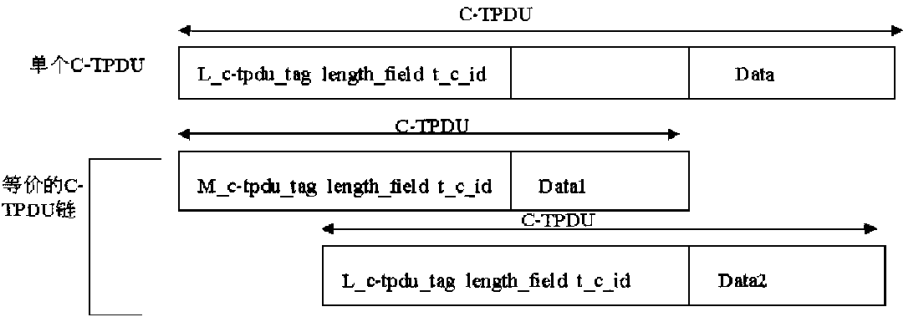 C-TPDU
单个C-TPDU
L_c-tpdu_tag length_field t_c_id
Data
C-TPDU
等价的C-
TPDU链
M_c-tpdu_tag length_field t_c_id
Data1
C-TPDU
L_c-tpdu_tag length_field t_c_id
Data2